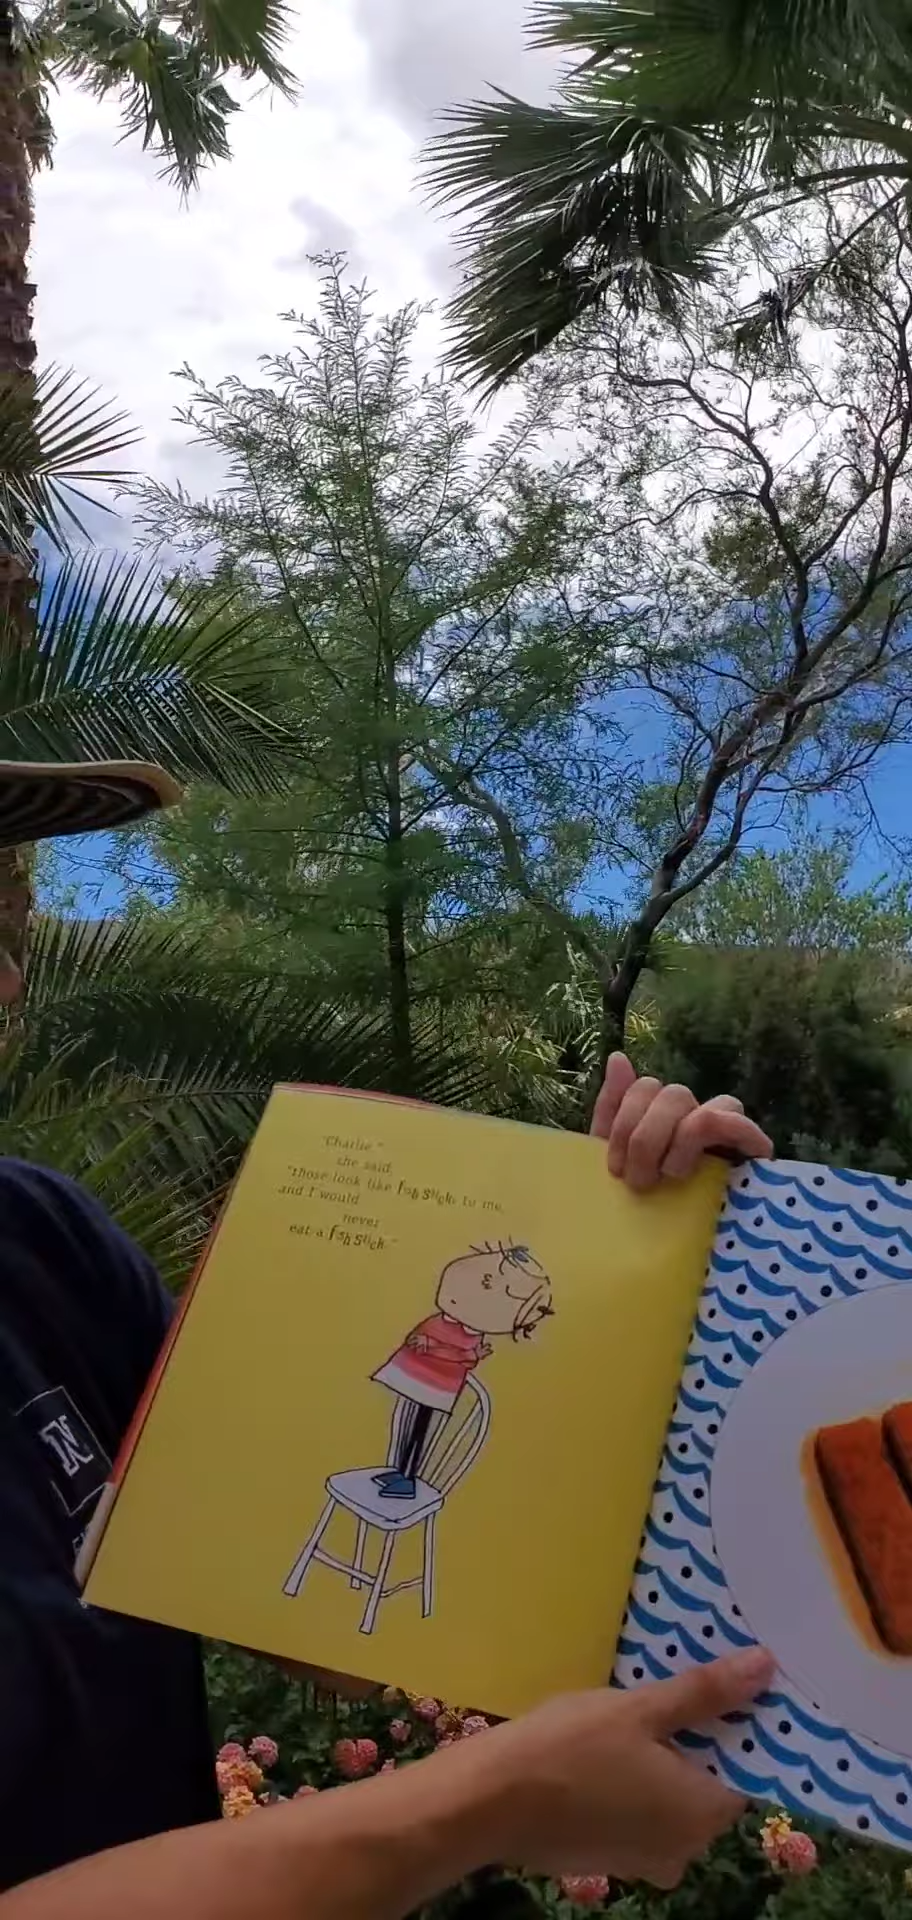 "Charlie,"
she said,
"those look like fish sticks to me,
and I would
never
eat a fish stick."
N